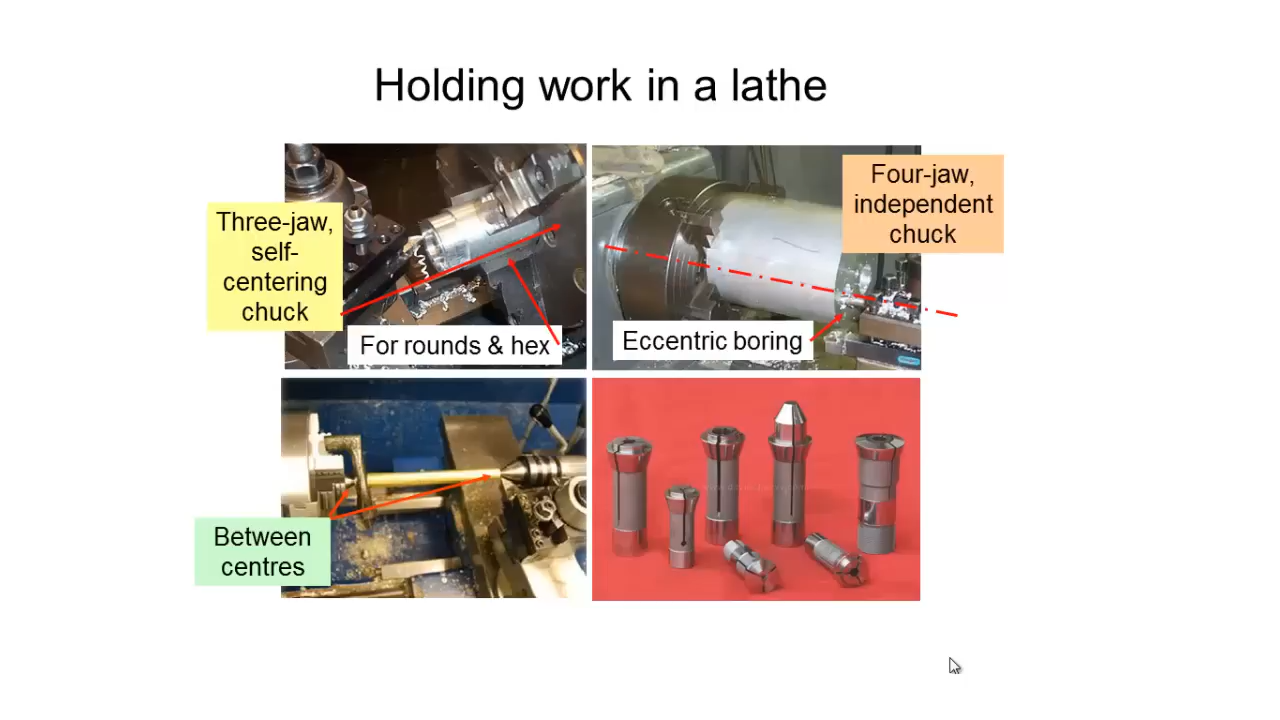 Holding work in a lathe
Three-jaw,
self-
centering
chuck
For rounds & hex
Four-jaw,
independent
chuck
Eccentric boring
Between
centres